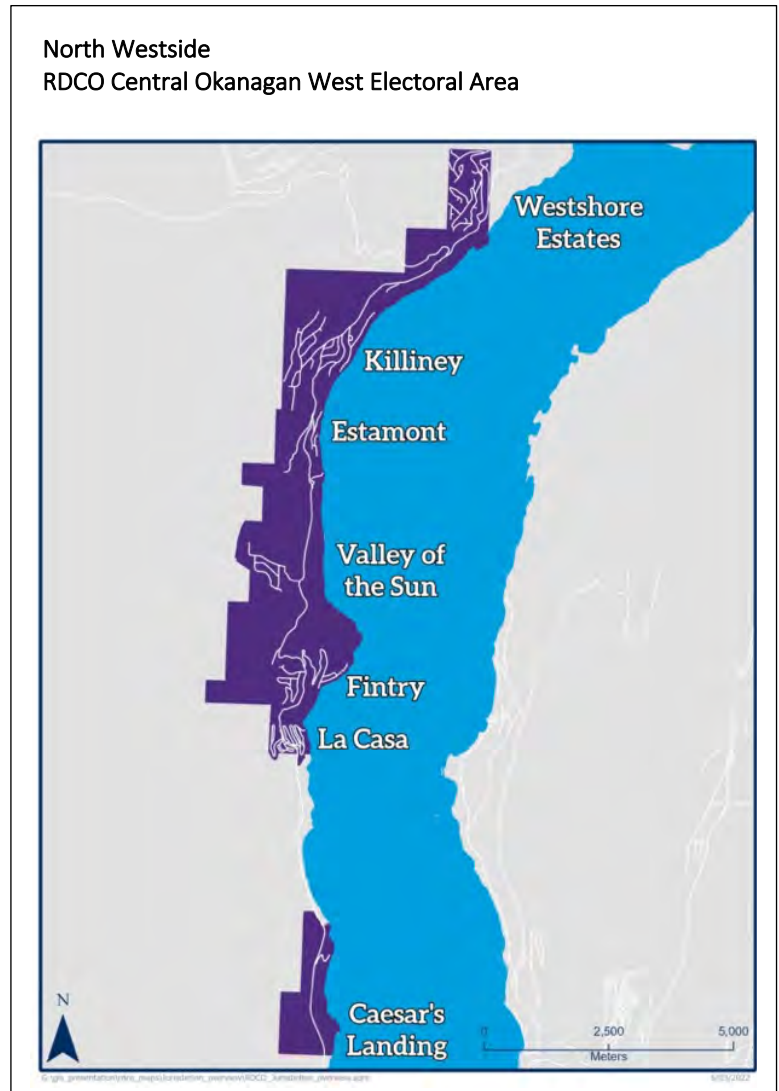 North Westside
RDCO Central Okanagan West Electoral Area
Westshore
Estates
Killiney
Estamont
Valley of
the Sun
Fintry
La Casa
Caesar's
Landing
N
0 2,500 5,000
Meters